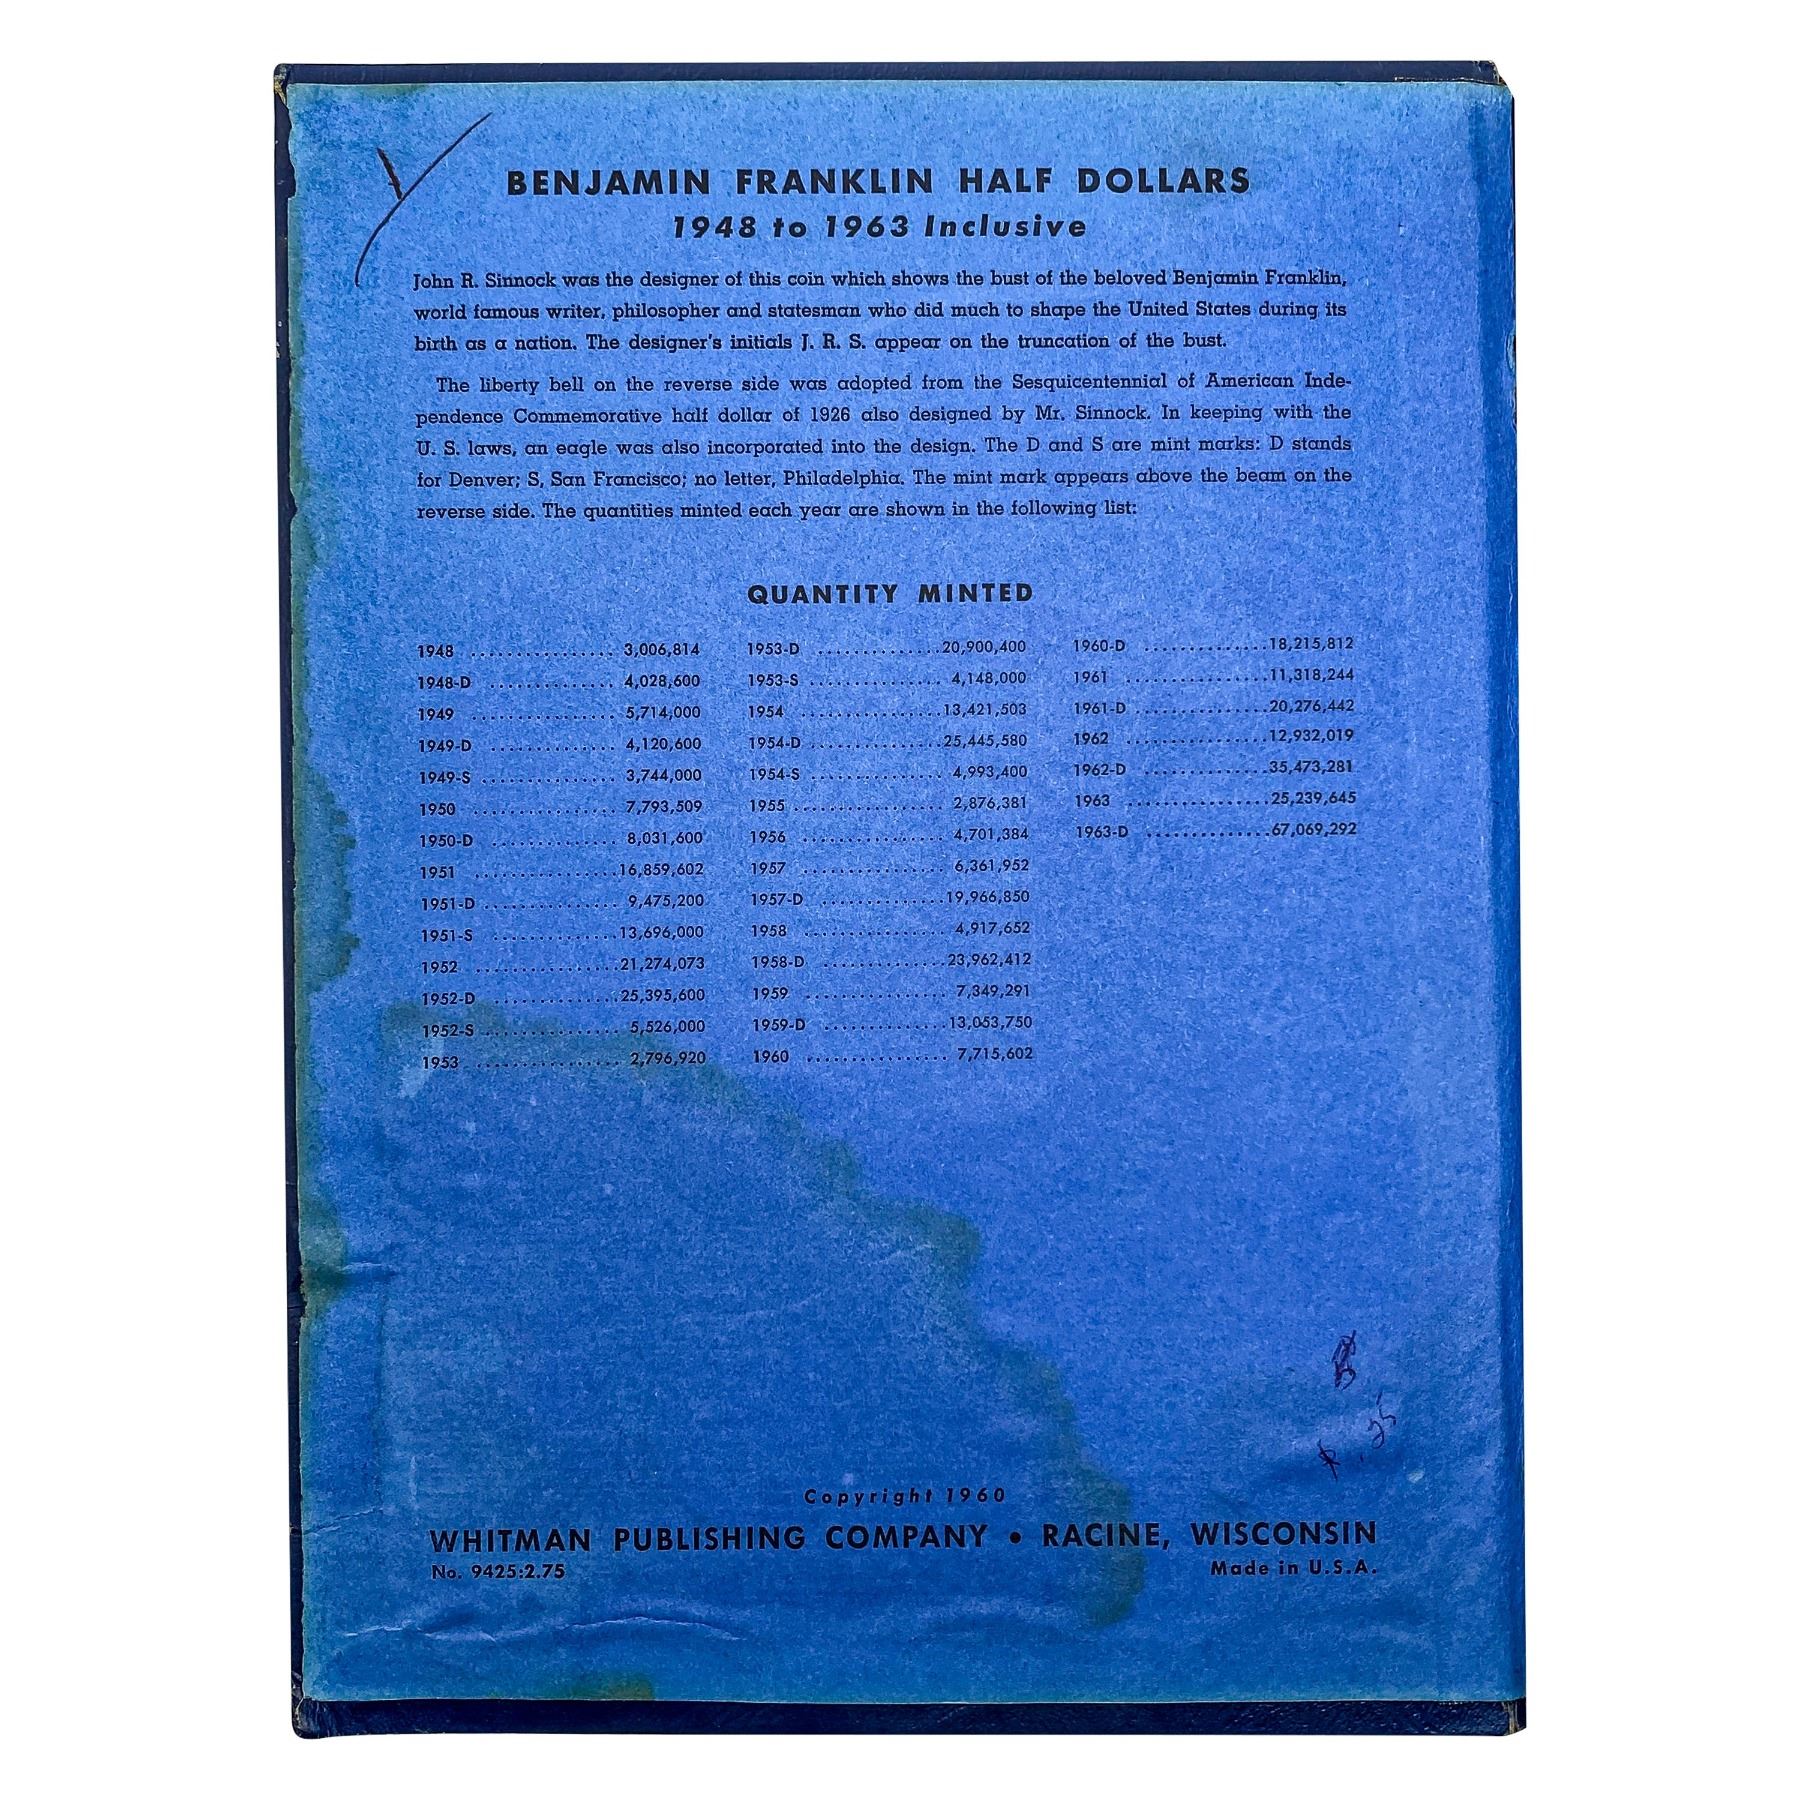 BENJAMIN FRANKLIN HALF DOLLARS
1948 to 1963 Inclusive
John R. Sinnock was the designer of this coin which shows the bust of the beloved Benjamin Franklin,
world famous writer, philosopher and statesman who did much to shape the United States during its
birth as a nation. The designer's initials J. R. S. appear on the truncation of the bust.
The liberty bell on the reverse side was adopted from the Sesquicentennial of American Inde-
pendence Commemorative half dollar of 1926 also designed by Mr. Sinnock. In keeping with the
U. S. laws, an eagle was also incorporated into the design. The D and S are mint marks: D stands
for Denver; S, San Francisco; no letter, Philadelphia. The mint mark appears above the beam on the
reverse side. The quantities minted each year are shown in the following list:
QUANTITY MINTED
1948 ................ 3,006,814
1948-D .............. 4,028,600
1949 ................ 5,714,000
1949-D .............. 4,120,600
1949-S .............. 3,744,000
1950 ................ 7,793,509
1950-D .............. 8,031,600
1951 ................16,859,602
1951-D .............. 9,475,200
1951-S ..............13,696,000
1952 ................21,274,073
1952-D ..............25,395,600
1952-S .............. 5,526,000
1953 ................ 2,796,920
1953-D ..............20,900,400
1953-S .............. 4,148,000
1954 ................13,421,503
1954-D ..............25,445,580
1954-S .............. 4,993,400
1955 ................ 2,876,381
1956 ................ 4,701,384
1957 ................ 6,361,952
1957-D ..............19,966,850
1958 ................ 4,917,652
1958-D ..............23,962,412
1959 ................ 7,349,291
1959-D ..............13,053,750
1960 ................ 7,715,602
1960-D ..............18,215,812
1961 ................11,318,244
1961-D ..............20,276,442
1962 ................12,932,019
1962-D ..............35,473,281
1963 ................25,239,645
1963-D ..............67,069,292
Copyright 1960
WHITMAN PUBLISHING COMPANY • RACINE, WISCONSIN
No. 9425:2.75
Made in U.S.A.